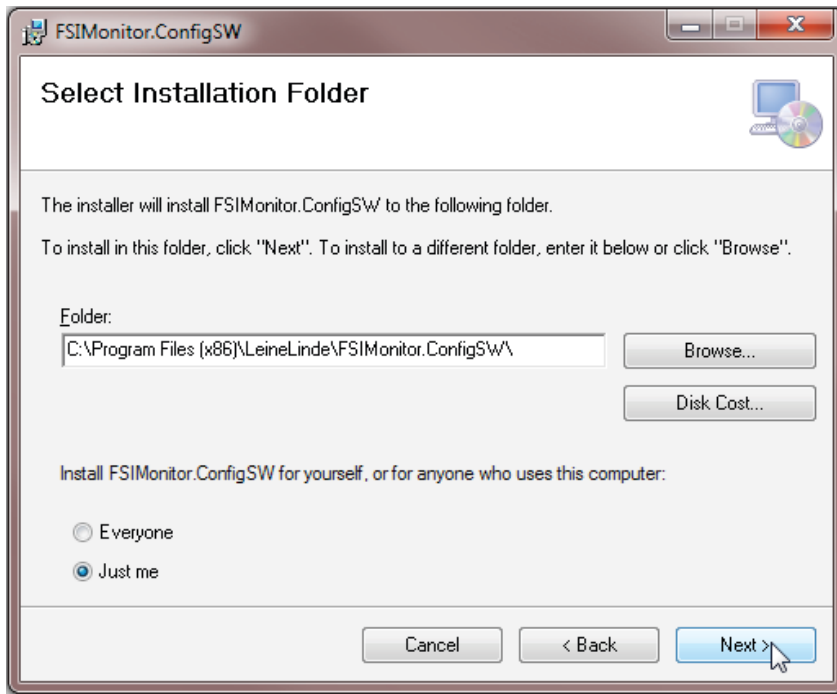 FSIMonitor.ConfigSW
Select Installation Folder
The installer will install FSIMonitor.ConfigSW to the following folder.
To install in this folder, click "Next". To install to a different folder, enter it below or click "Browse".
Folder:
C:\Program Files (x86)\LeineLinde\FSIMonitor.ConfigSW\
Browse...
Disk Cost...
Install FSIMonitor.ConfigSW for yourself, or for anyone who uses this computer:
Everyone
Just me
Cancel
< Back
Next >